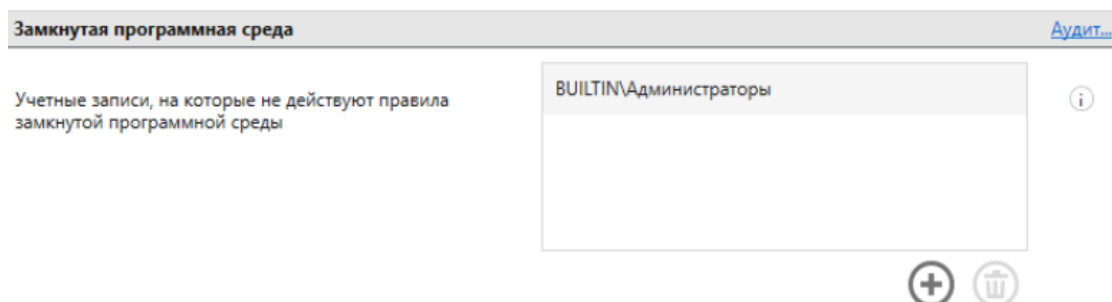 Замкнутая программная среда
Аудит...
Учетные записи, на которые не действуют правила
замкнутой программной среды
BUILTIN\Администраторы
i